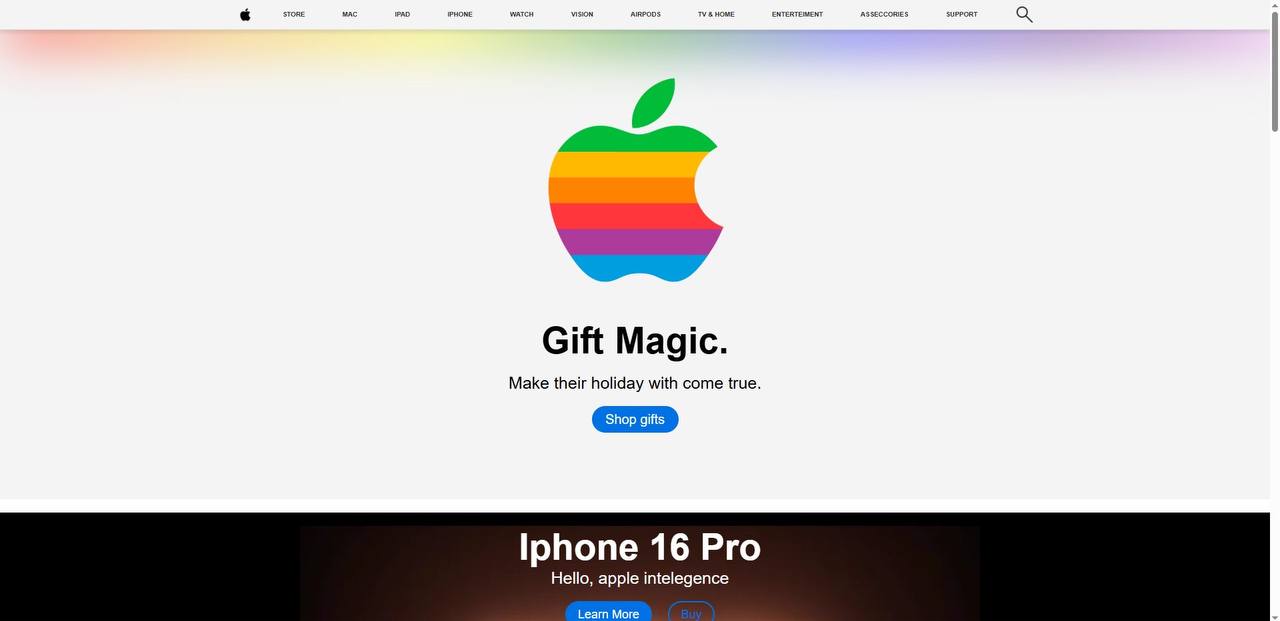 STORE MAC IPAD IPHONE WATCH VISION AIRPODS TV & HOME ENTERTEIMENT ASSECCORIES SUPPORT
Gift Magic.
Make their holiday with come true.
Shop gifts
Iphone 16 Pro
Hello, apple intelegence
Learn More Buy